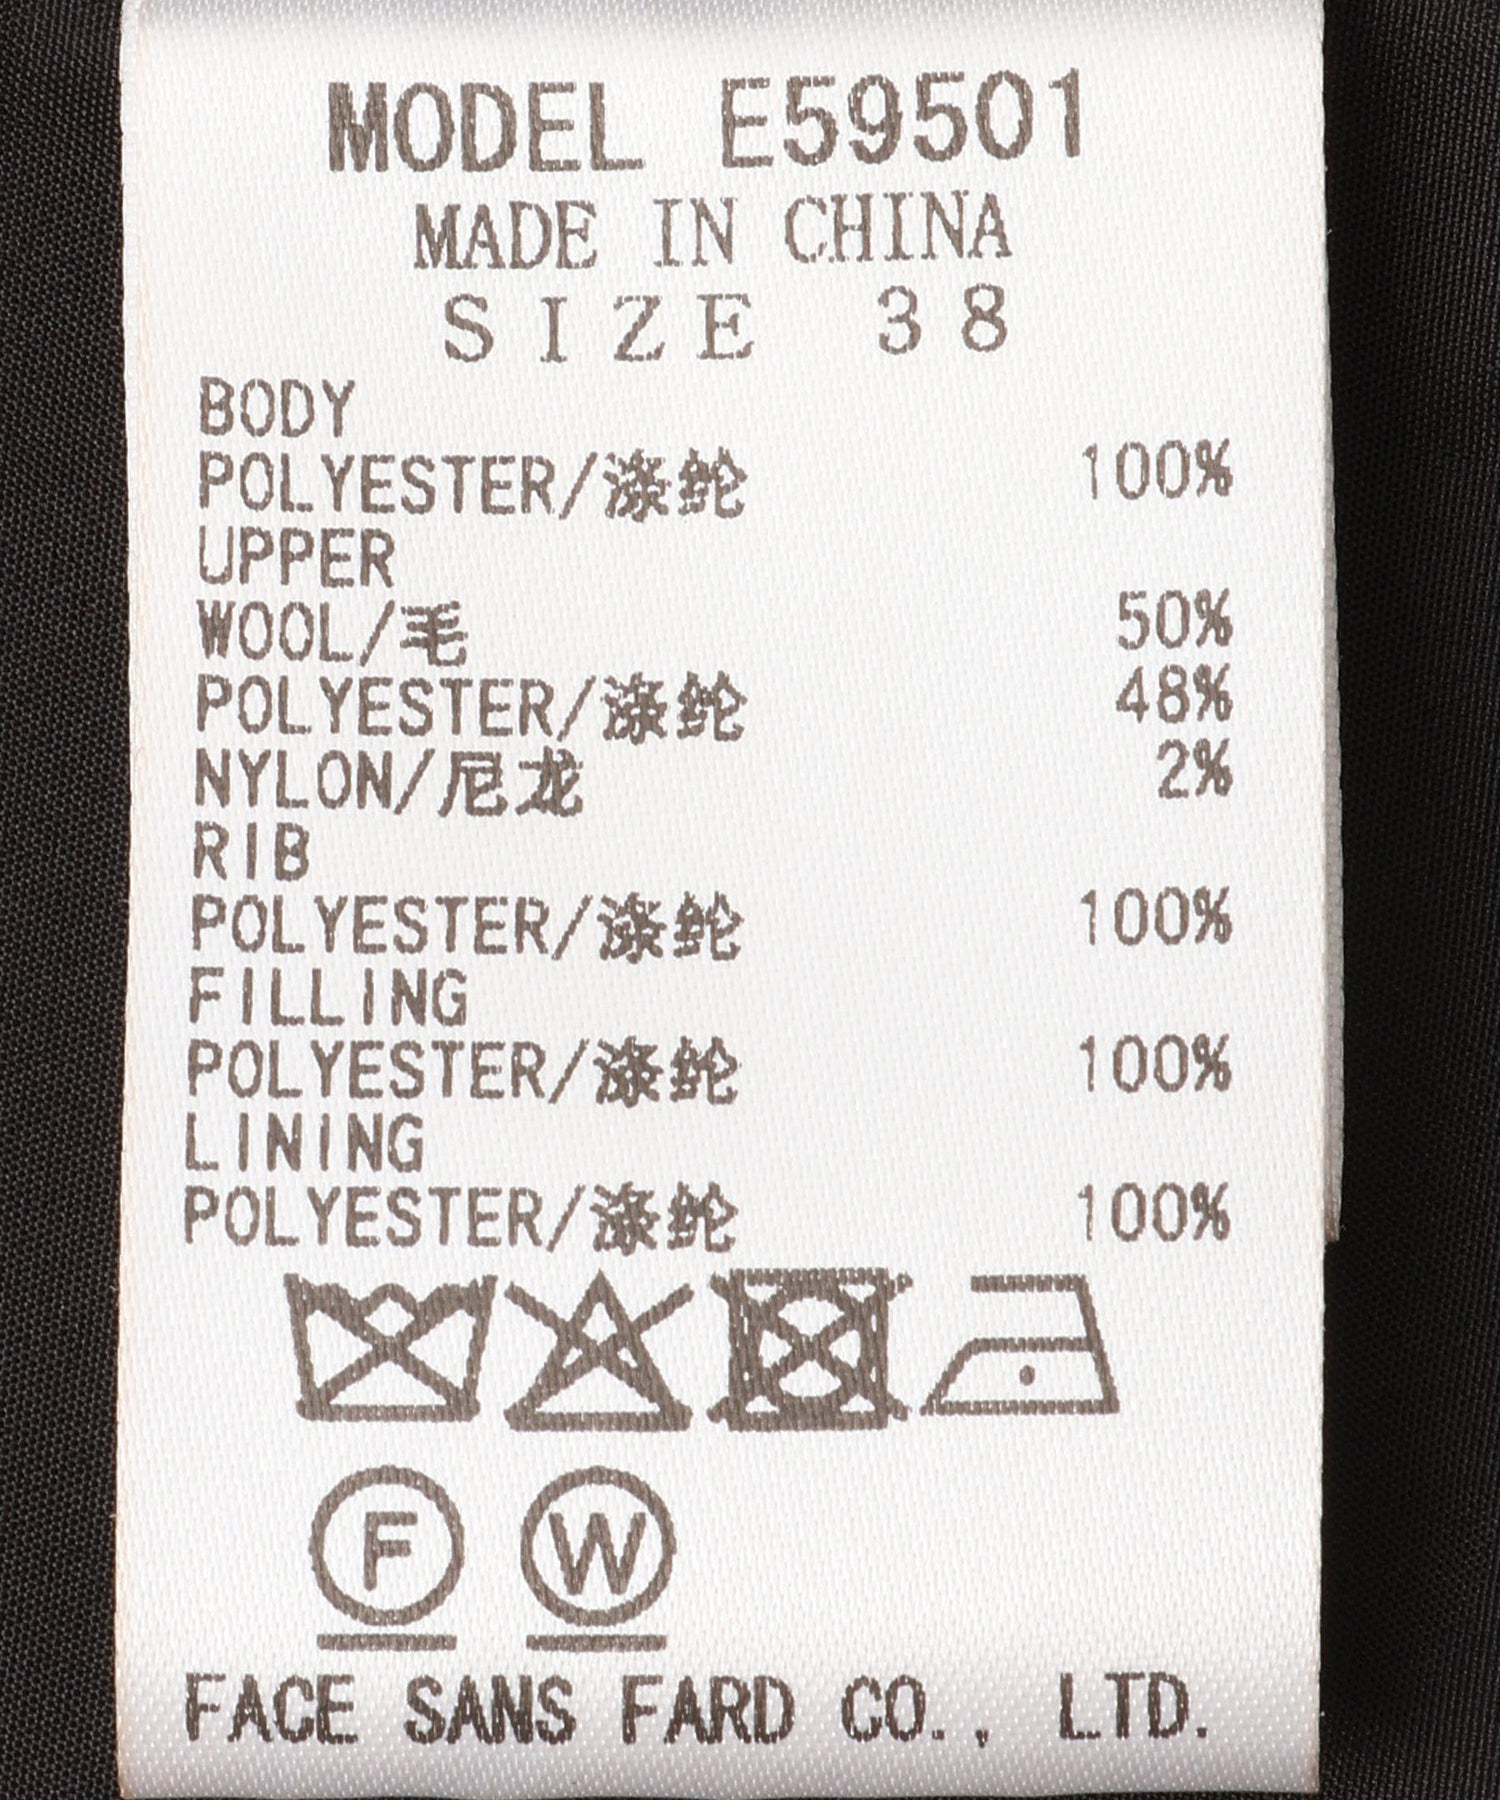 MODEL E59501
MADE IN CHINA
SIZE 38
BODY
POLYESTER/涤纶 100%
UPPER
WOOL/毛 50%
POLYESTER/涤纶 48%
NYLON/尼龙 2%
RIB
POLYESTER/涤纶 100%
FILLING
POLYESTER/涤纶 100%
LINING
POLYESTER/涤纶 100%
F W
FACE SANS FARD CO., LTD.